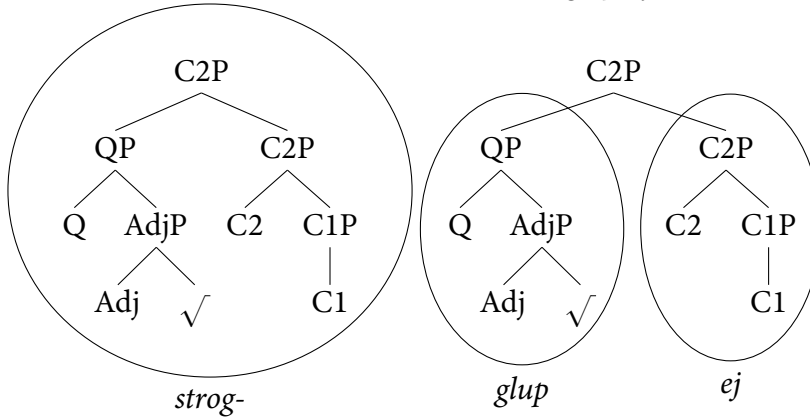 C2P C2P
QP C2P QP C2P
Q AdjP C2 C1P Q AdjP C2 C1P
Adj √ C1 Adj √ C1
strog- glup ej